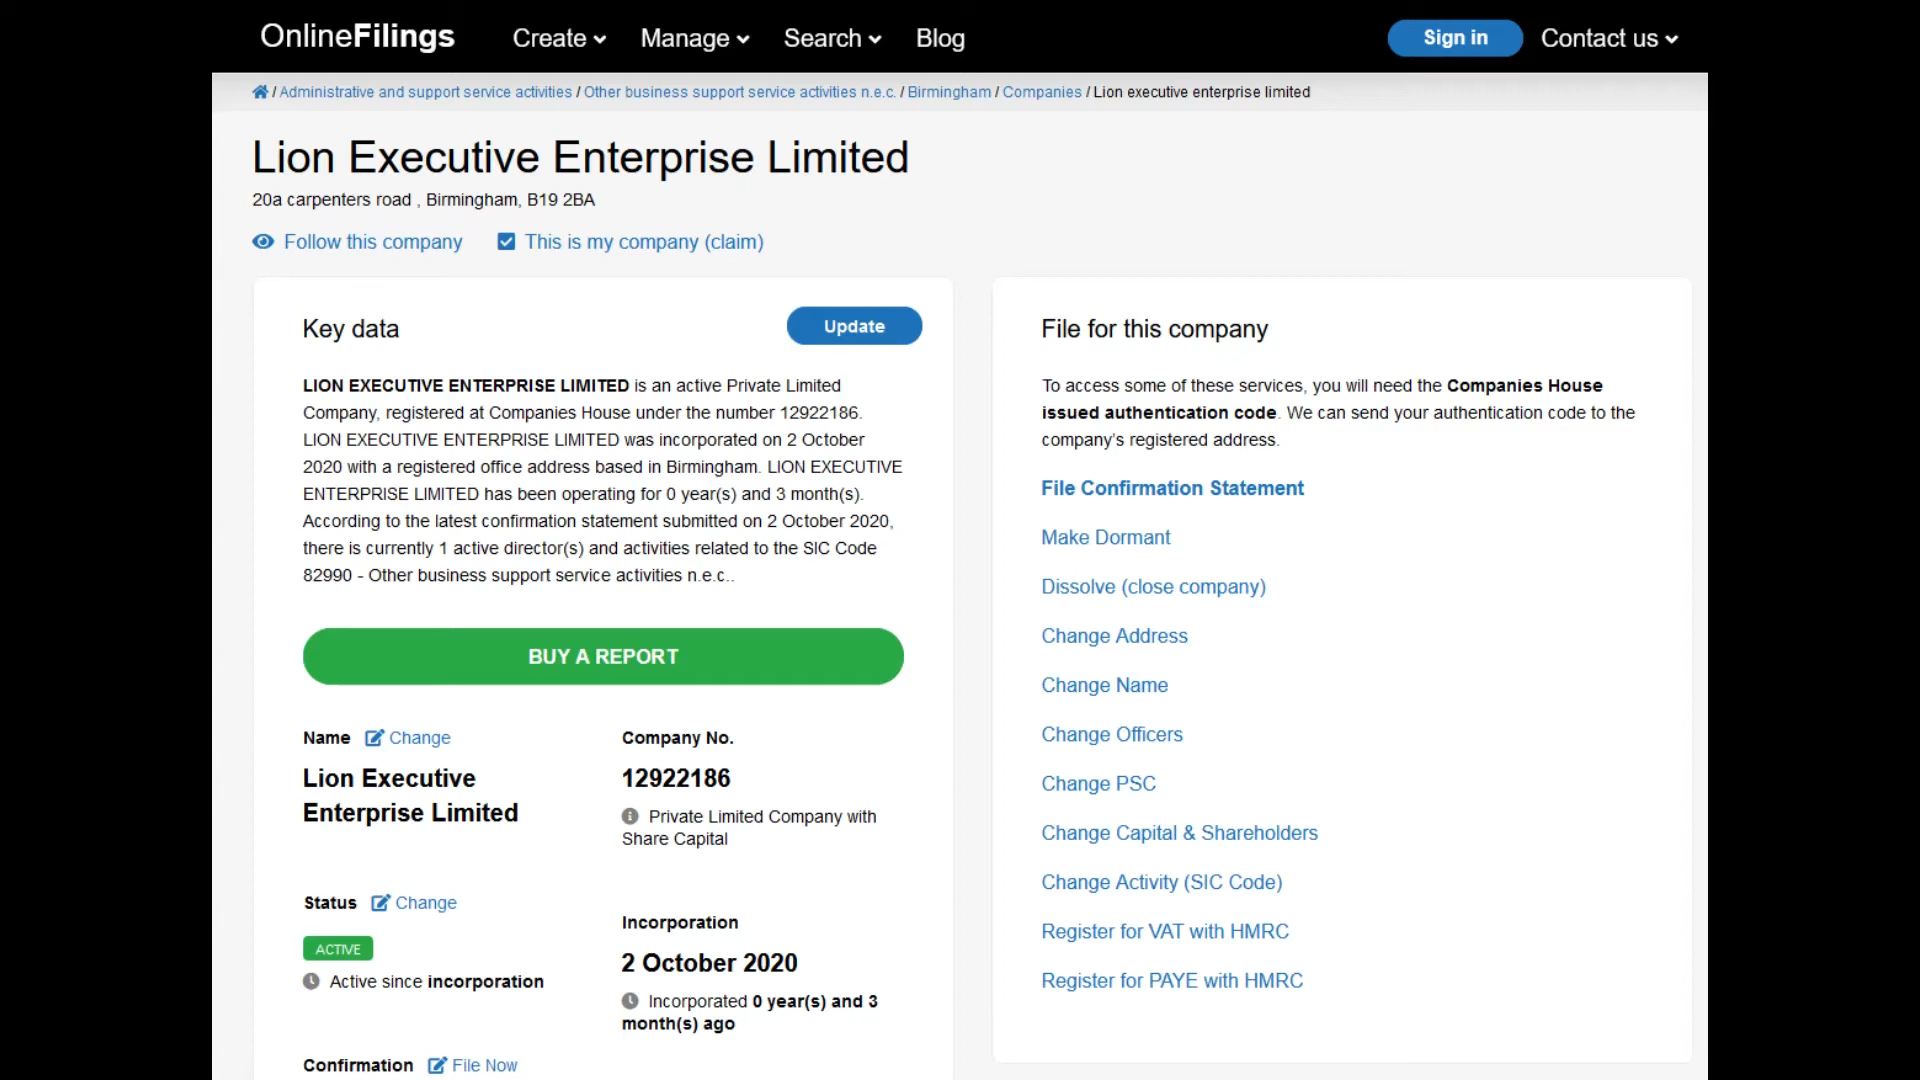 OnlineFilings Create Manage Search Blog Sign in Contact us
/ Administrative and support service activities / Other business support service activities n.e.c. / Birmingham / Companies / Lion executive enterprise limited
Lion Executive Enterprise Limited
20a carpenters road , Birmingham, B19 2BA
Follow this company This is my company (claim)
Key data Update
LION EXECUTIVE ENTERPRISE LIMITED is an active Private Limited
Company, registered at Companies House under the number 12922186.
LION EXECUTIVE ENTERPRISE LIMITED was incorporated on 2 October
2020 with a registered office address based in Birmingham. LION EXECUTIVE
ENTERPRISE LIMITED has been operating for 0 year(s) and 3 month(s).
According to the latest confirmation statement submitted on 2 October 2020,
there is currently 1 active director(s) and activities related to the SIC Code
82990 - Other business support service activities n.e.c..
BUY A REPORT
Name Change
Lion Executive
Enterprise Limited
Company No.
12922186
Private Limited Company with
Share Capital
Status Change
ACTIVE
Active since incorporation
Incorporation
2 October 2020
Incorporated 0 year(s) and 3
month(s) ago
Confirmation File Now
File for this company
To access some of these services, you will need the Companies House
issued authentication code. We can send your authentication code to the
company's registered address.
File Confirmation Statement
Make Dormant
Dissolve (close company)
Change Address
Change Name
Change Officers
Change PSC
Change Capital & Shareholders
Change Activity (SIC Code)
Register for VAT with HMRC
Register for PAYE with HMRC